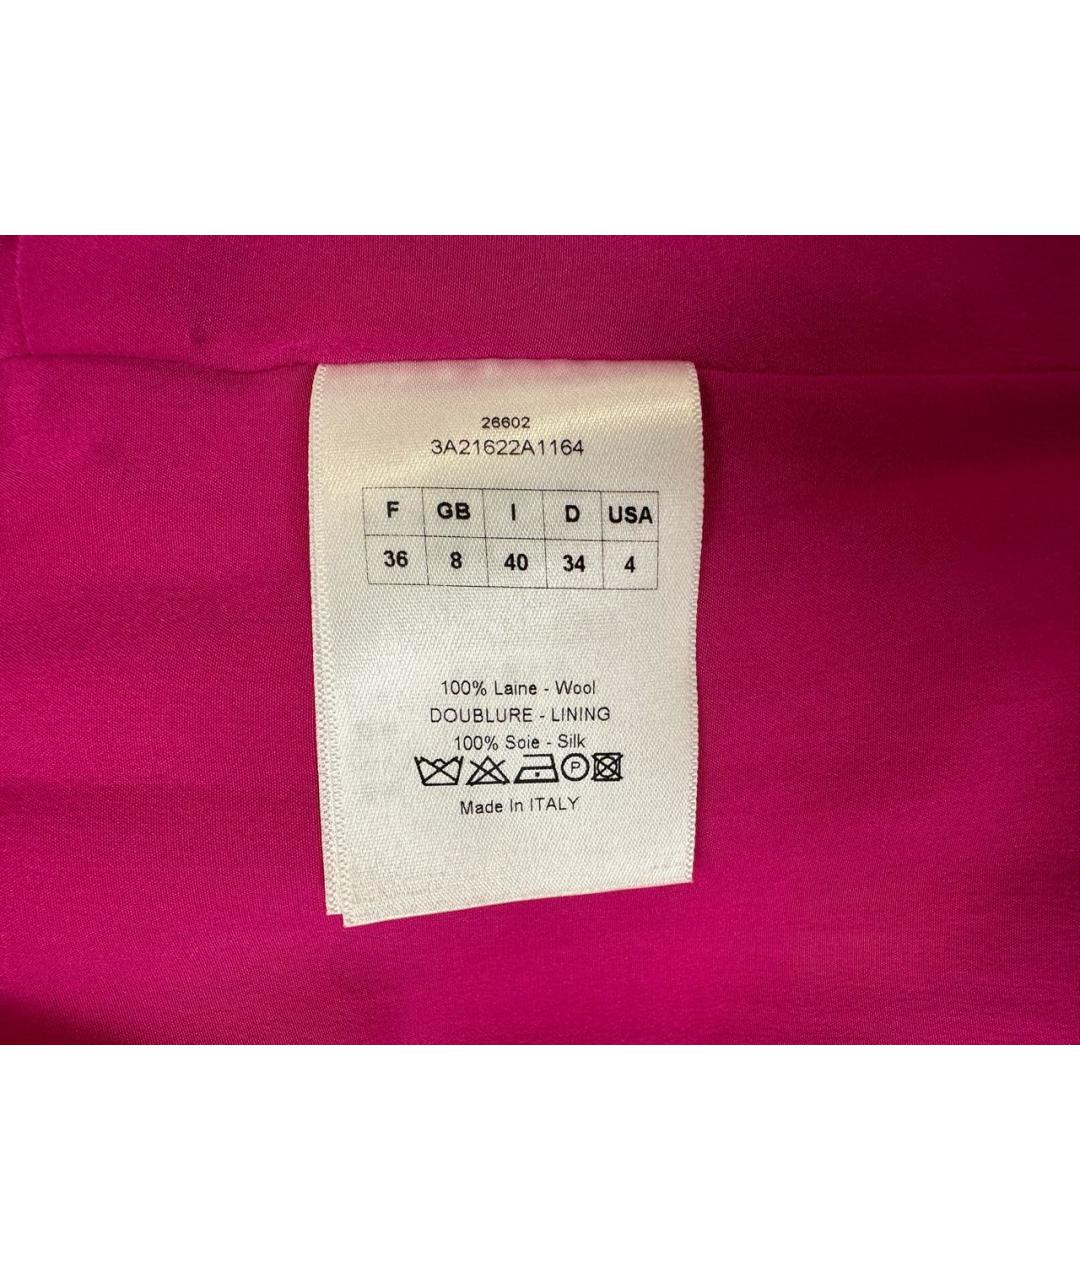 26602
3A21622A1164
F GB I D USA
36 8 40 34 4
100% Laine - Wool
DOUBLURE - LINING
100% Soie - Silk
P
Made In ITALY